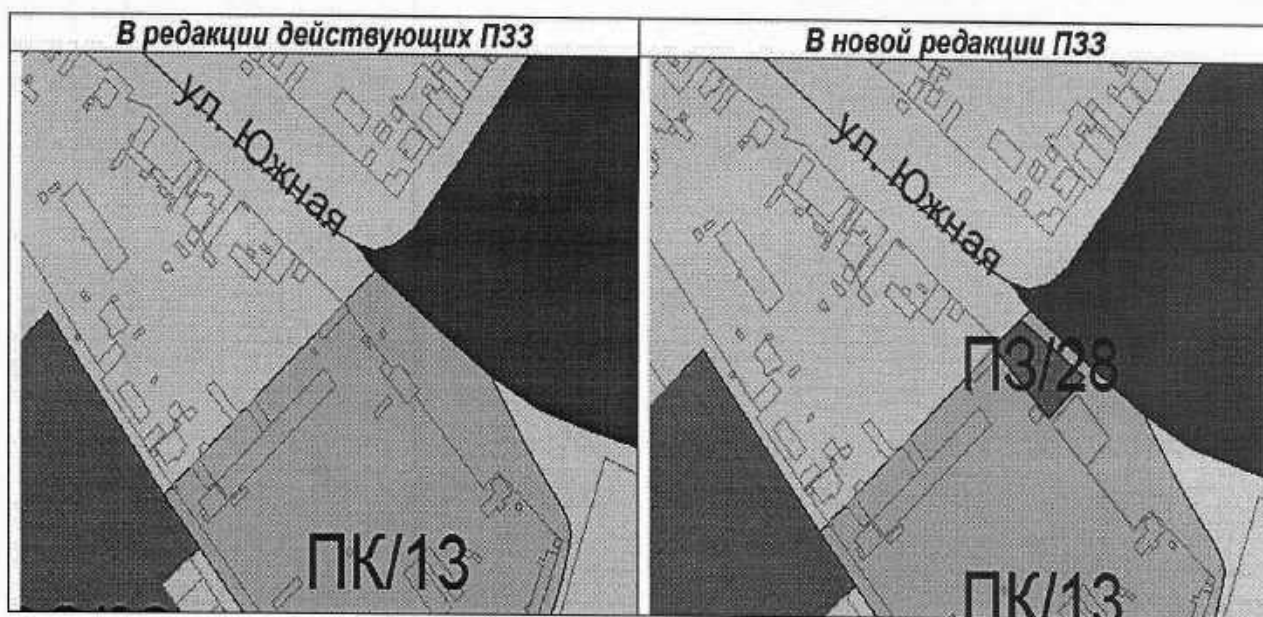 В редакции действующих ПЗЗ
В новой редакции ПЗЗ
ул. Южная
ПК/13
ул. Южная
ПЗ/28
ПК/13